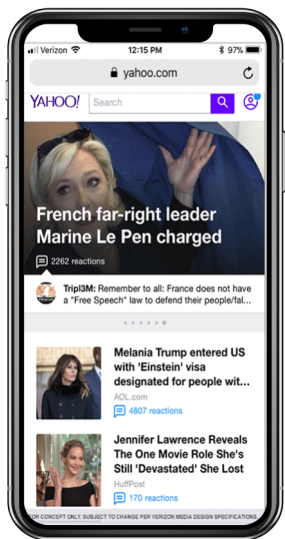 Verizon 12:15 PM 97%
yahoo.com
YAHOO! Search
French far-right leader
Marine Le Pen charged
2262 reactions
Tripl3M: Remember to all: France does not have
a "Free Speech" law to defend their people/fal...
Melania Trump entered US
with 'Einstein' visa
designated for people wit...
AOL.com
4807 reactions
Jennifer Lawrence Reveals
The One Movie Role She's
Still 'Devastated' She Lost
HuffPost
170 reactions
FOR CONCEPT ONLY. SUBJECT TO CHANGE PER VERIZON MEDIA DESIGN SPECIFICATIONS